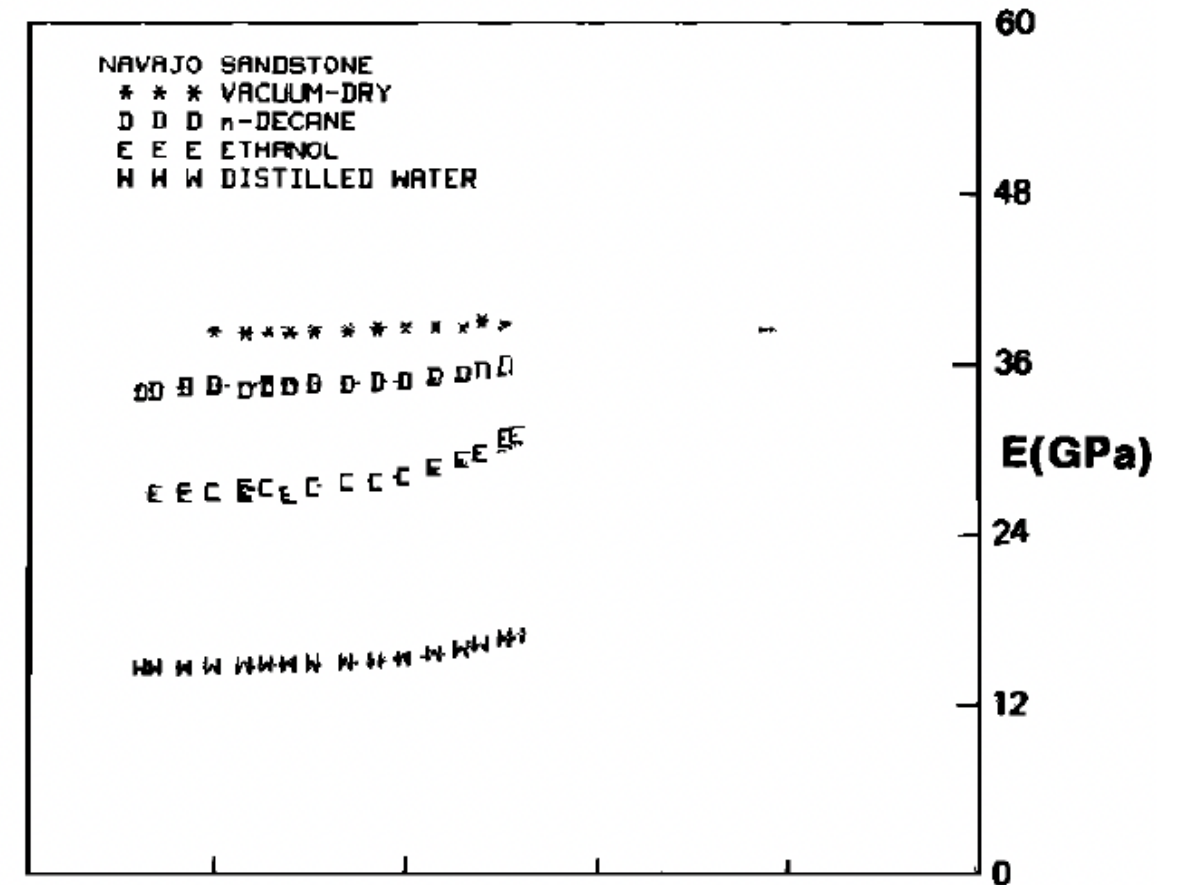 NAVAJO SANDSTONE
* * * VACUUM-DRY
D D D n-DECANE
E E E ETHANOL
W W W DISTILLED WATER
60
48
36
E(GPa)
24
12
0